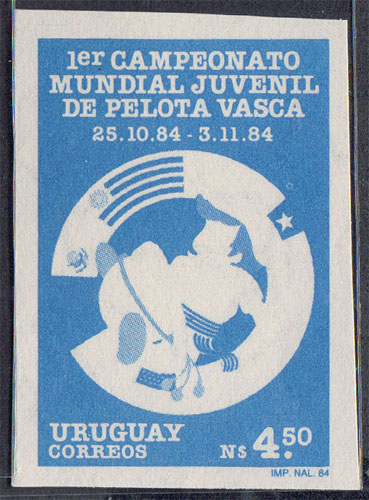 1er CAMPEONATO
MUNDIAL JUVENIL
DE PELOTA VASCA
25.10.84 - 3.11.84
URUGUAY
CORREOS
N$ 4.50
IMP. NAL. 84